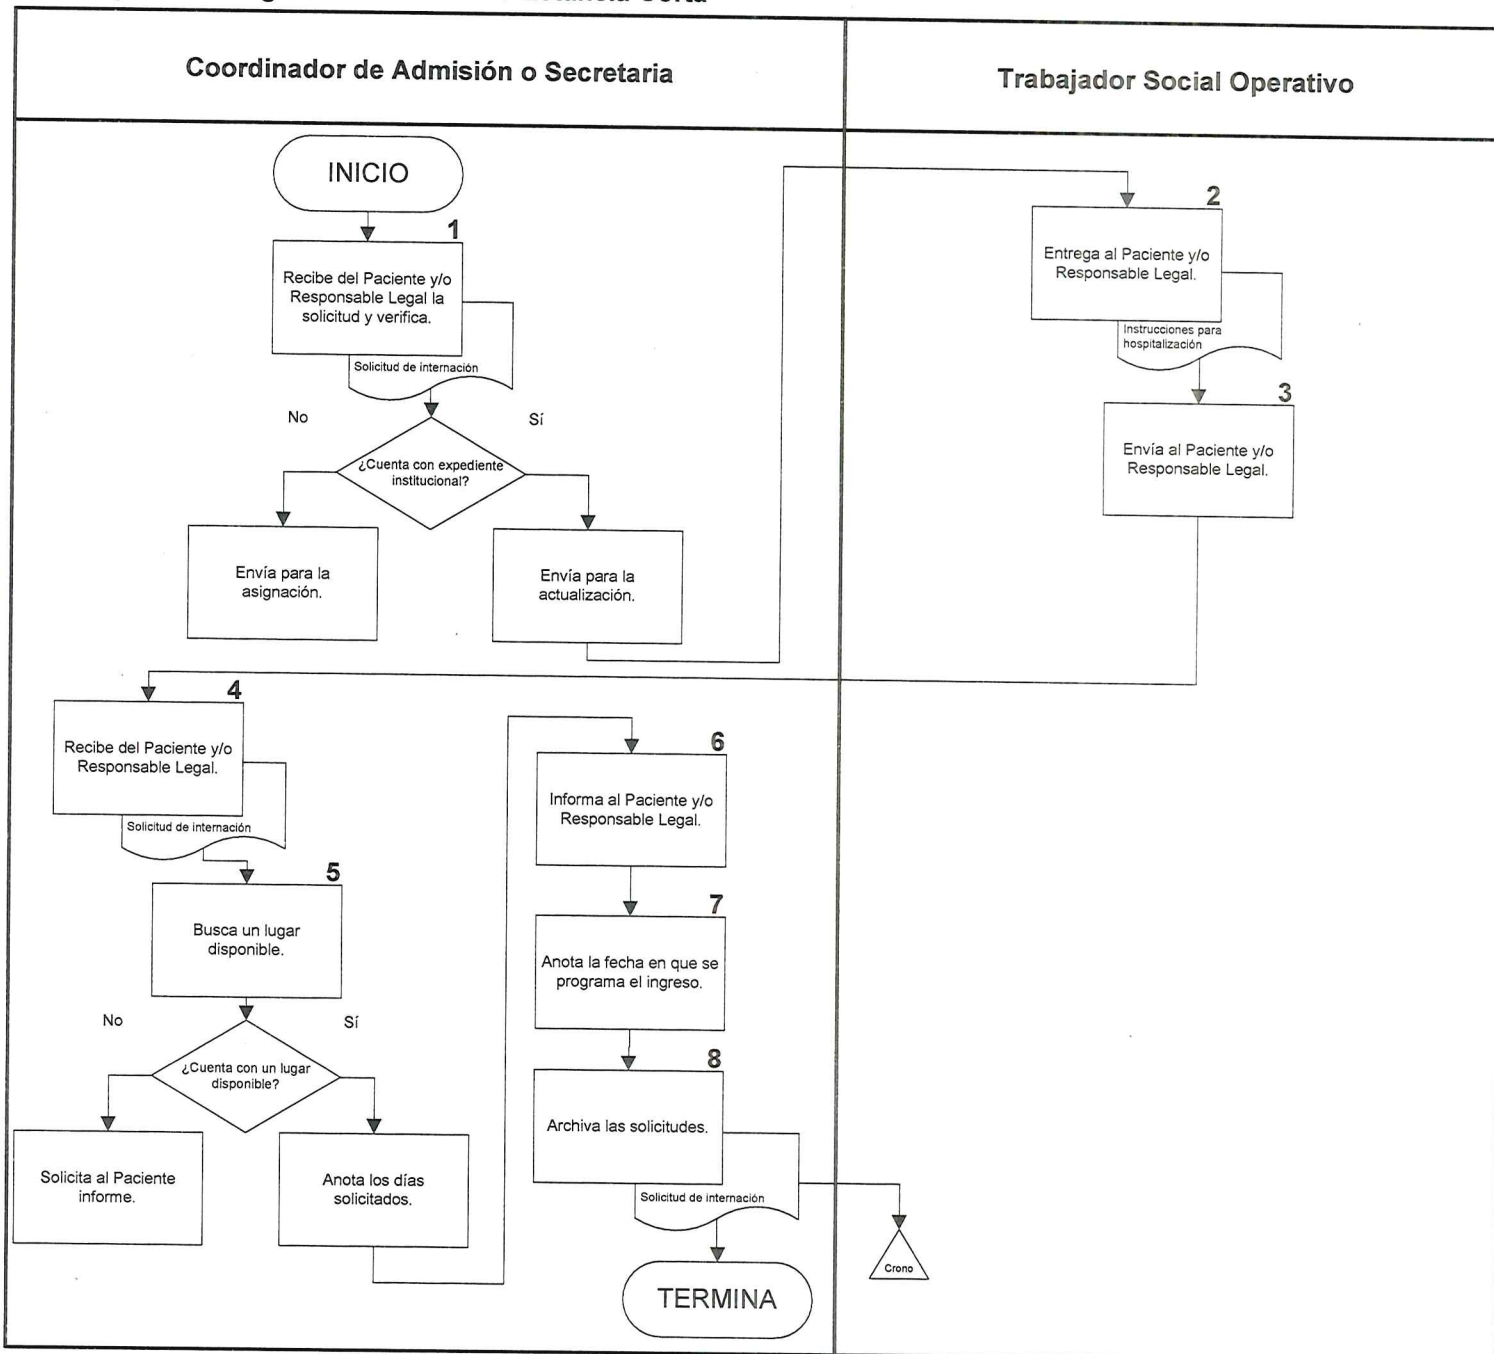 Estancia Corta
Coordinador de Admisión o Secretaria
Trabajador Social Operativo
INICIO
1
Recibe del Paciente y/o
Responsable Legal la
solicitud y verifica.
Solicitud de internación
No
Sí
¿Cuenta con expediente
institucional?
Envía para la
asignación.
Envía para la
actualización.
2
Entrega al Paciente y/o
Responsable Legal.
Instrucciones para
hospitalización
3
Envía al Paciente y/o
Responsable Legal.
4
Recibe del Paciente y/o
Responsable Legal.
Solicitud de internación
5
Busca un lugar
disponible.
No
Sí
¿Cuenta con un lugar
disponible?
Solicita al Paciente
informe.
Anota los días
solicitados.
6
Informa al Paciente y/o
Responsable Legal.
7
Anota la fecha en que se
programa el ingreso.
8
Archiva las solicitudes.
Solicitud de internación
Crono
TERMINA